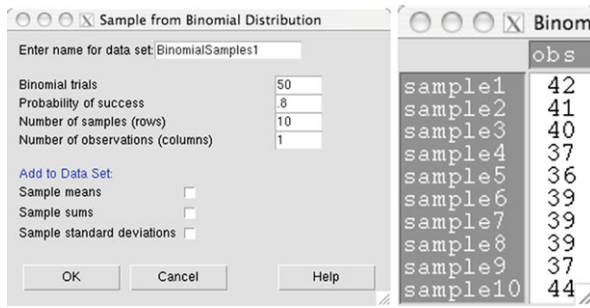 X Sample from Binomial Distribution
Enter name for data set: BinomialSamples1
Binomial trials 50
Probability of success .8
Number of samples (rows) 10
Number of observations (columns) 1
Add to Data Set:
Sample means
Sample sums
Sample standard deviations
OK Cancel Help
X Binom
obs
sample1 42
sample2 41
sample3 40
sample4 37
sample5 36
sample6 39
sample7 39
sample8 39
sample9 37
sample10 44